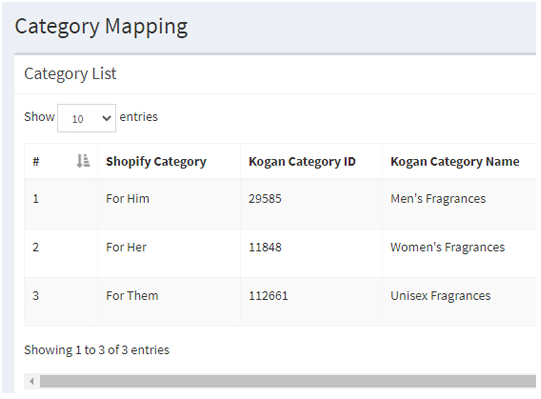 Category Mapping
Category List
Show 10 entries
# Shopify Category Kogan Category ID Kogan Category Name
1 For Him 29585 Men's Fragrances
2 For Her 11848 Women's Fragrances
3 For Them 112661 Unisex Fragrances
Showing 1 to 3 of 3 entries